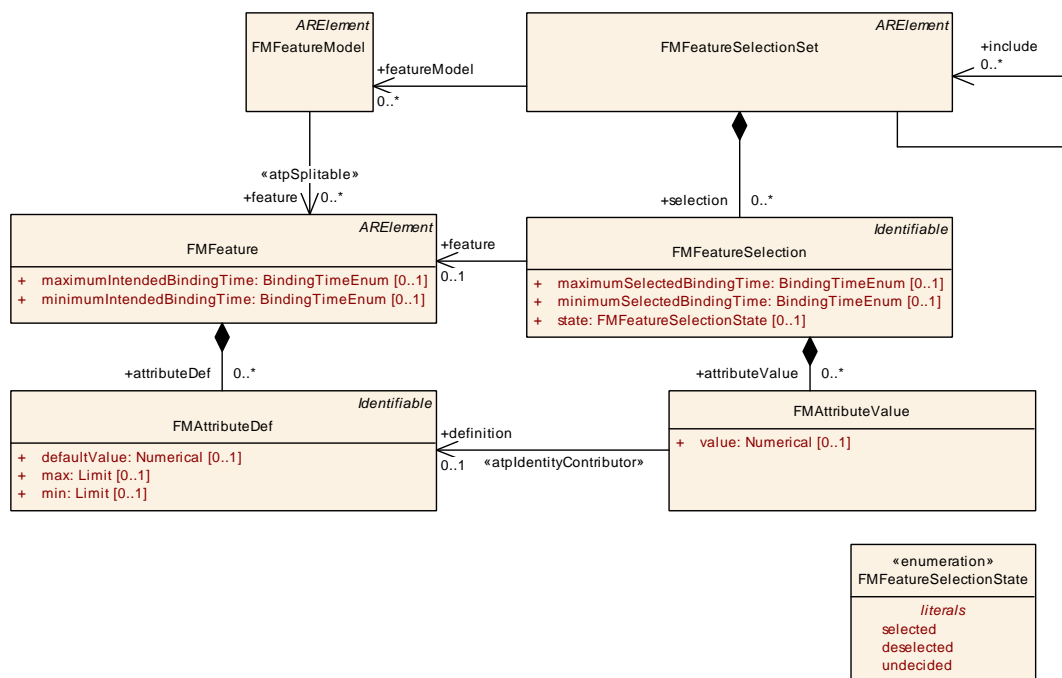 ARElement
FMFeatureModel
ARElement
FMFeatureSelectionSet
+include
0..*
+featureModel
0..*
«atpSplitable»
+feature 0..*
+selection 0..*
ARElement
FMFeature
+ maximumIntendedBindingTime: BindingTimeEnum [0..1]
+ minimumIntendedBindingTime: BindingTimeEnum [0..1]
+feature
0..1
Identifiable
FMFeatureSelection
+ maximumSelectedBindingTime: BindingTimeEnum [0..1]
+ minimumSelectedBindingTime: BindingTimeEnum [0..1]
+ state: FMFeatureSelectionState [0..1]
+attributeDef 0..*
+attributeValue 0..*
Identifiable
FMAttributeDef
+ defaultValue: Numerical [0..1]
+ max: Limit [0..1]
+ min: Limit [0..1]
+definition
0..1
«atpIdentityContributor»
FMAttributeValue
+ value: Numerical [0..1]
«enumeration»
FMFeatureSelectionState
literals
selected
deselected
undecided